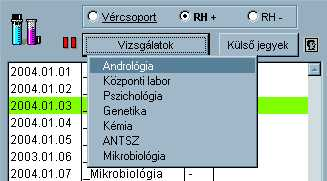 Vércsoport RH + RH -
Vizsgálatok Külső jegyek
Andrológia
2004.01.01
Központi labor
2004.01.02
Pszichológia
2004.01.03
Genetika
2004.01.04
Kémia
2004.01.05
ANTSZ
2003.01.06
Mikrobiológia
2004.01.07 Mikrobiológia -